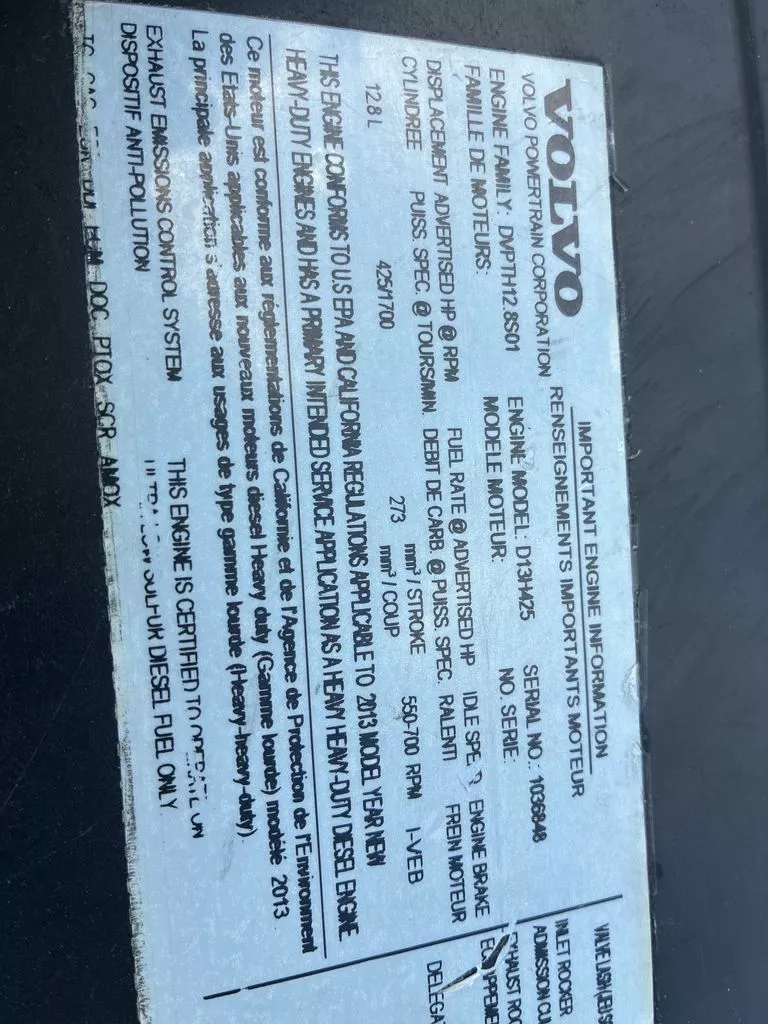 VOLVO
VOLVO POWERTRAIN CORPORATION
IMPORTANT ENGINE INFORMATION
RENSEIGNEMENTS IMPORTANTS MOTEUR
ENGINE FAMILY: DVPTH12.8S01 ENGINE MODEL: D13H425 SERIAL NO.: 1036848
FAMILLE DE MOTEURS: MODELE MOTEUR: NO. SERIE:
DISPLACEMENT ADVERTISED HP @ RPM FUEL RATE @ ADVERTISED HP IDLE ENGINE BRAKE
CYLINDREE PUISS. SPEC. @ TOURS/MIN. DEBIT DE CARB. @ PUISS. SPEC. RALENTI FREIN MOTEUR
12.8 L 425/1700 273 mm³ / STROKE 550-700 RPM I-VEB
mm³ / COUP
THIS ENGINE CONFORMS TO U.S EPA AND CALIFORNIA REGULATIONS APPLICABLE TO 2013 MODEL YEAR NEW
HEAVY-DUTY ENGINES AND HAS A PRIMARY INTENDED SERVICE APPLICATION AS A HEAVY HEAVY-DUTY DIESEL ENGINE
Ce moteur est conforme aux réglementations de Californie et de l'Agence de Protection de l'Environment
des Etats-Unis applicables aux nouveaux moteurs diesel Heavy duty (Gamme lourde) modèle 2013.
La principale application s'adresse aux usages de type gamme lourde (Heavy-heavy-duty).
EXHAUST EMISSIONS CONTROL SYSTEM
DISPOSITIF ANTI-POLLUTION
THIS ENGINE IS CERTIFIED TO OPERATE ON
SULFUR DIESEL FUEL ONLY
DOC PTOX SCR AMOX
INLET ROCKER